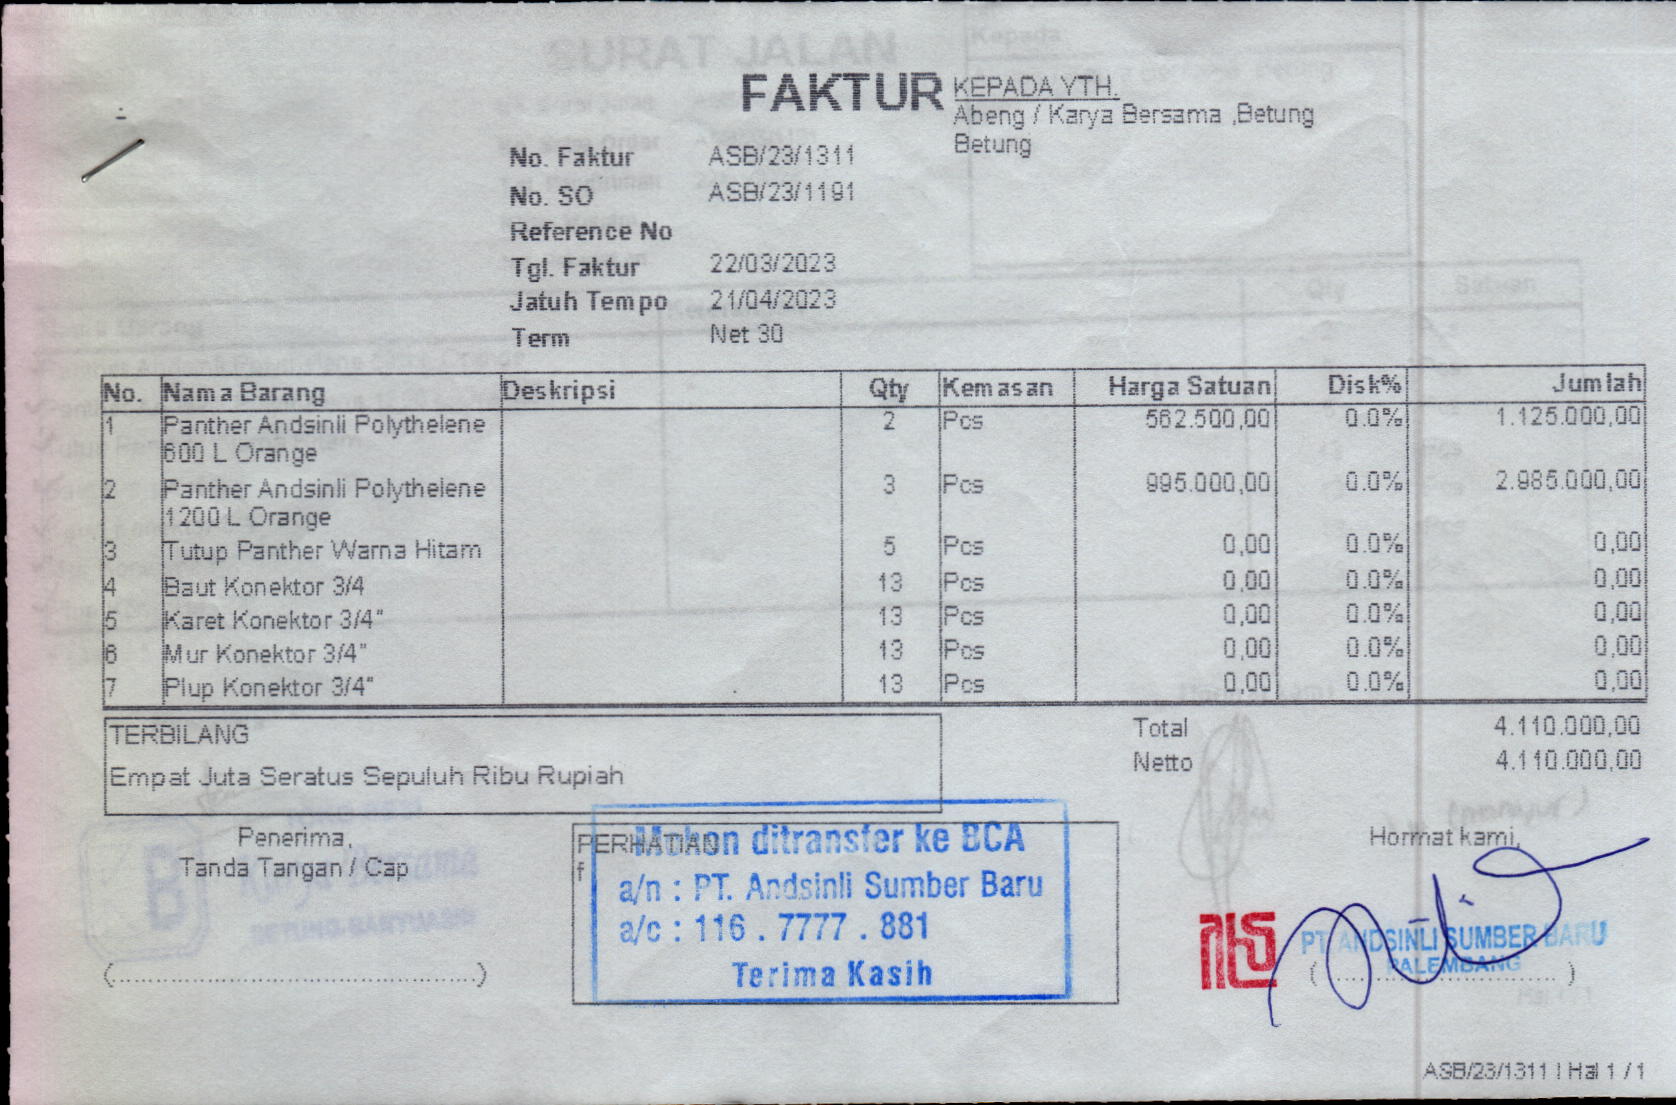 FAKTUR
KEPADA YTH.
Abeng / Karya Bersama ,Betung
Betung
No. Faktur ASB/23/1311
No. SO ASB/23/1191
Reference No
Tgl. Faktur 22/03/2023
Jatuh Tempo 21/04/2023
Term Net 30
No. Nama Barang Deskripsi Qty Kemasan Harga Satuan Disk% Jumlah
1 Panther Andsinli Polythelene 2 Pcs 562.500,00 0.0% 1.125.000,00
600 L Orange
2 Panther Andsinli Polythelene 3 Pcs 995.000,00 0.0% 2.985.000,00
1200 L Orange
3 Tutup Panther Warna Hitam 5 Pcs 0,00 0.0% 0,00
4 Baut Konektor 3/4 13 Pcs 0,00 0.0% 0,00
5 Karet Konektor 3/4" 13 Pcs 0,00 0.0% 0,00
6 Mur Konektor 3/4" 13 Pcs 0,00 0.0% 0,00
7 Plup Konektor 3/4" 13 Pcs 0,00 0.0% 0,00
TERBILANG
Empat Juta Seratus Sepuluh Ribu Rupiah
Total 4.110.000,00
Netto 4.110.000,00
Penerima,
Tanda Tangan / Cap
PERHATIAN
f
Mohon ditransfer ke BCA
a/n : PT. Andsinli Sumber Baru
a/c : 116 . 7777 . 881
Terima Kasih
Hormat kami,
PT. ANDSINLI SUMBER BARU
PALEMBANG
ASB/23/1311 | Hal 1 / 1
SURAT JALAN
Kepada
Qty Satuan
B Karya Bersama
BETUNG-BANYUASIN